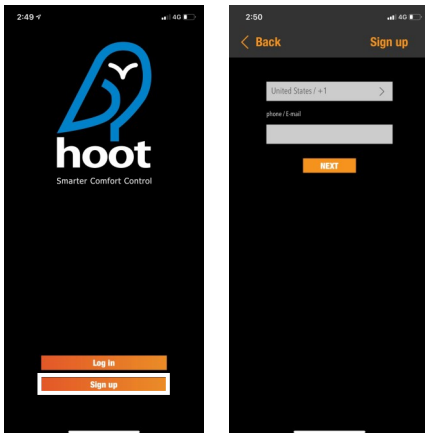 2:49
4G
hoot
Smarter Comfort Control
Log in
Sign up
2:50
4G
Back
Sign up
United States / +1
phone / E-mail
NEXT